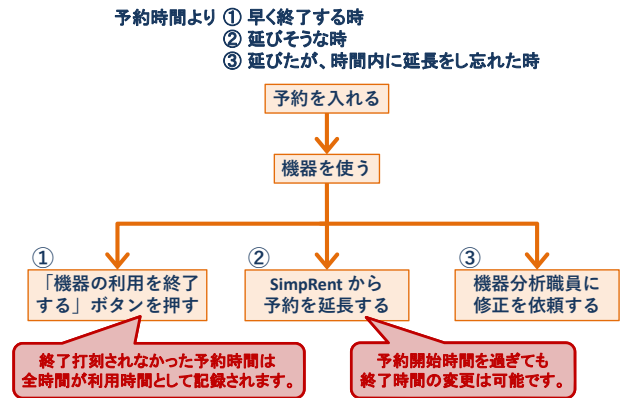 予約時間より ① 早く終了する時
② 延びそうな時
③ 延びたが、時間内に延長をし忘れた時
予約を入れる
機器を使う
①
「機器の利用を終了
する」ボタンを押す
②
SimpRent から
予約を延長する
③
機器分析職員に
修正を依頼する
終了打刻されなかった予約時間は
全時間が利用時間として記録されます。
予約開始時間を過ぎても
終了時間の変更は可能です。